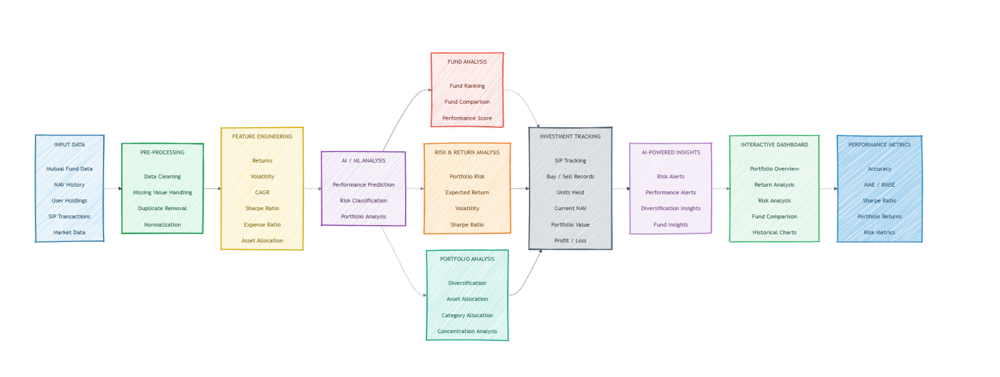 INPUT DATA
Mutual Fund Data
NAV History
User Holdings
SIP Transactions
Market Data
PRE-PROCESSING
Data Cleaning
Missing Value Handling
Duplicate Removal
Normalization
FEATURE ENGINEERING
Returns
Volatility
CAGR
Sharpe Ratio
Expense Ratio
Asset Allocation
AI / ML ANALYSIS
Performance Prediction
Risk Classification
Portfolio Analysis
FUND ANALYSIS
Fund Ranking
Fund Comparison
Performance Score
RISK & RETURN ANALYSIS
Portfolio Risk
Expected Return
Volatility
Sharpe Ratio
PORTFOLIO ANALYSIS
Diversification
Asset Allocation
Category Allocation
Concentration Analysis
INVESTMENT TRACKING
SIP Tracking
Buy / Sell Records
Units Held
Current NAV
Portfolio Value
Profit / Loss
AI-POWERED INSIGHTS
Risk Alerts
Performance Alerts
Diversification Insights
Fund Insights
INTERACTIVE DASHBOARD
Portfolio Overview
Return Analysis
Risk Analysis
Fund Comparison
Historical Charts
PERFORMANCE METRICS
Accuracy
MAE / RMSE
Sharpe Ratio
Portfolio Returns
Risk Metrics